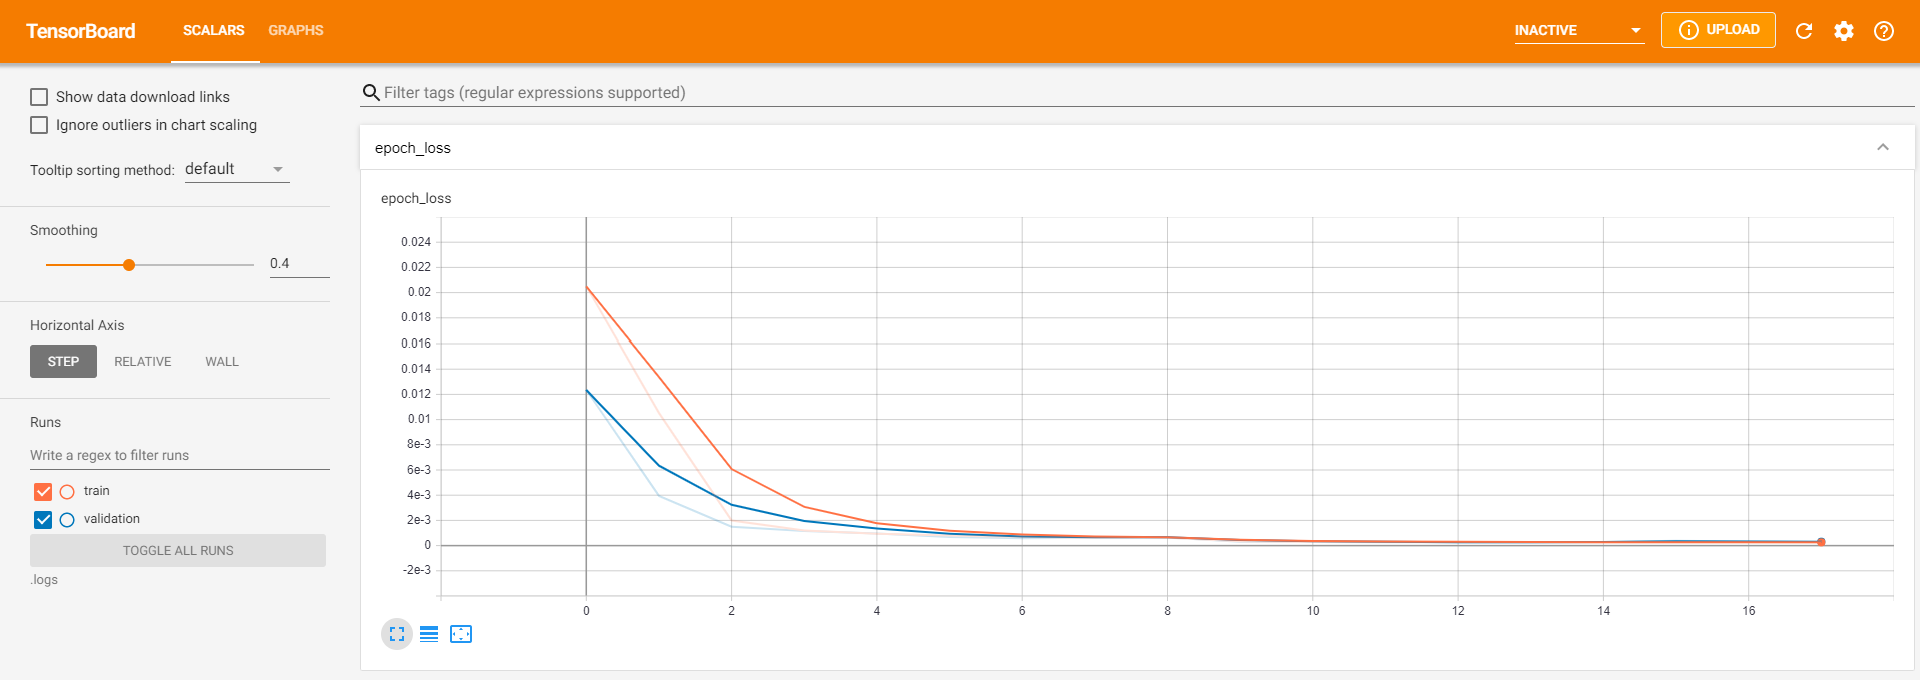 TensorBoard SCALARS GRAPHS INACTIVE UPLOAD
Show data download links
Ignore outliers in chart scaling
Tooltip sorting method: default
Smoothing
0.4
Horizontal Axis
STEP RELATIVE WALL
Runs
Write a regex to filter runs
train
validation
TOGGLE ALL RUNS
.logs
Filter tags (regular expressions supported)
epoch_loss
epoch_loss
0.024
0.022
0.02
0.018
0.016
0.014
0.012
0.01
8e-3
6e-3
4e-3
2e-3
0
-2e-3
0 2 4 6 8 10 12 14 16